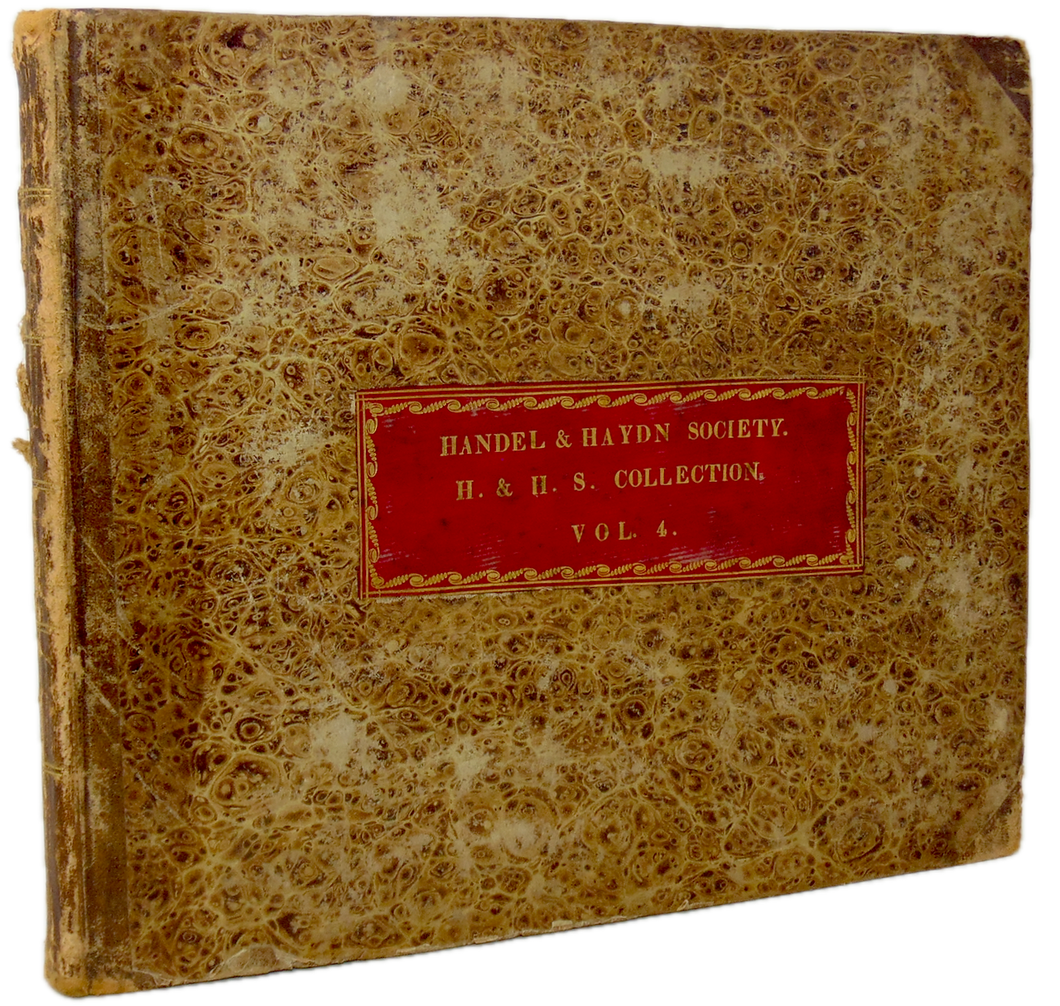 HANDEL & HAYDN SOCIETY.
H. & H. S. COLLECTION.
VOL. 4.